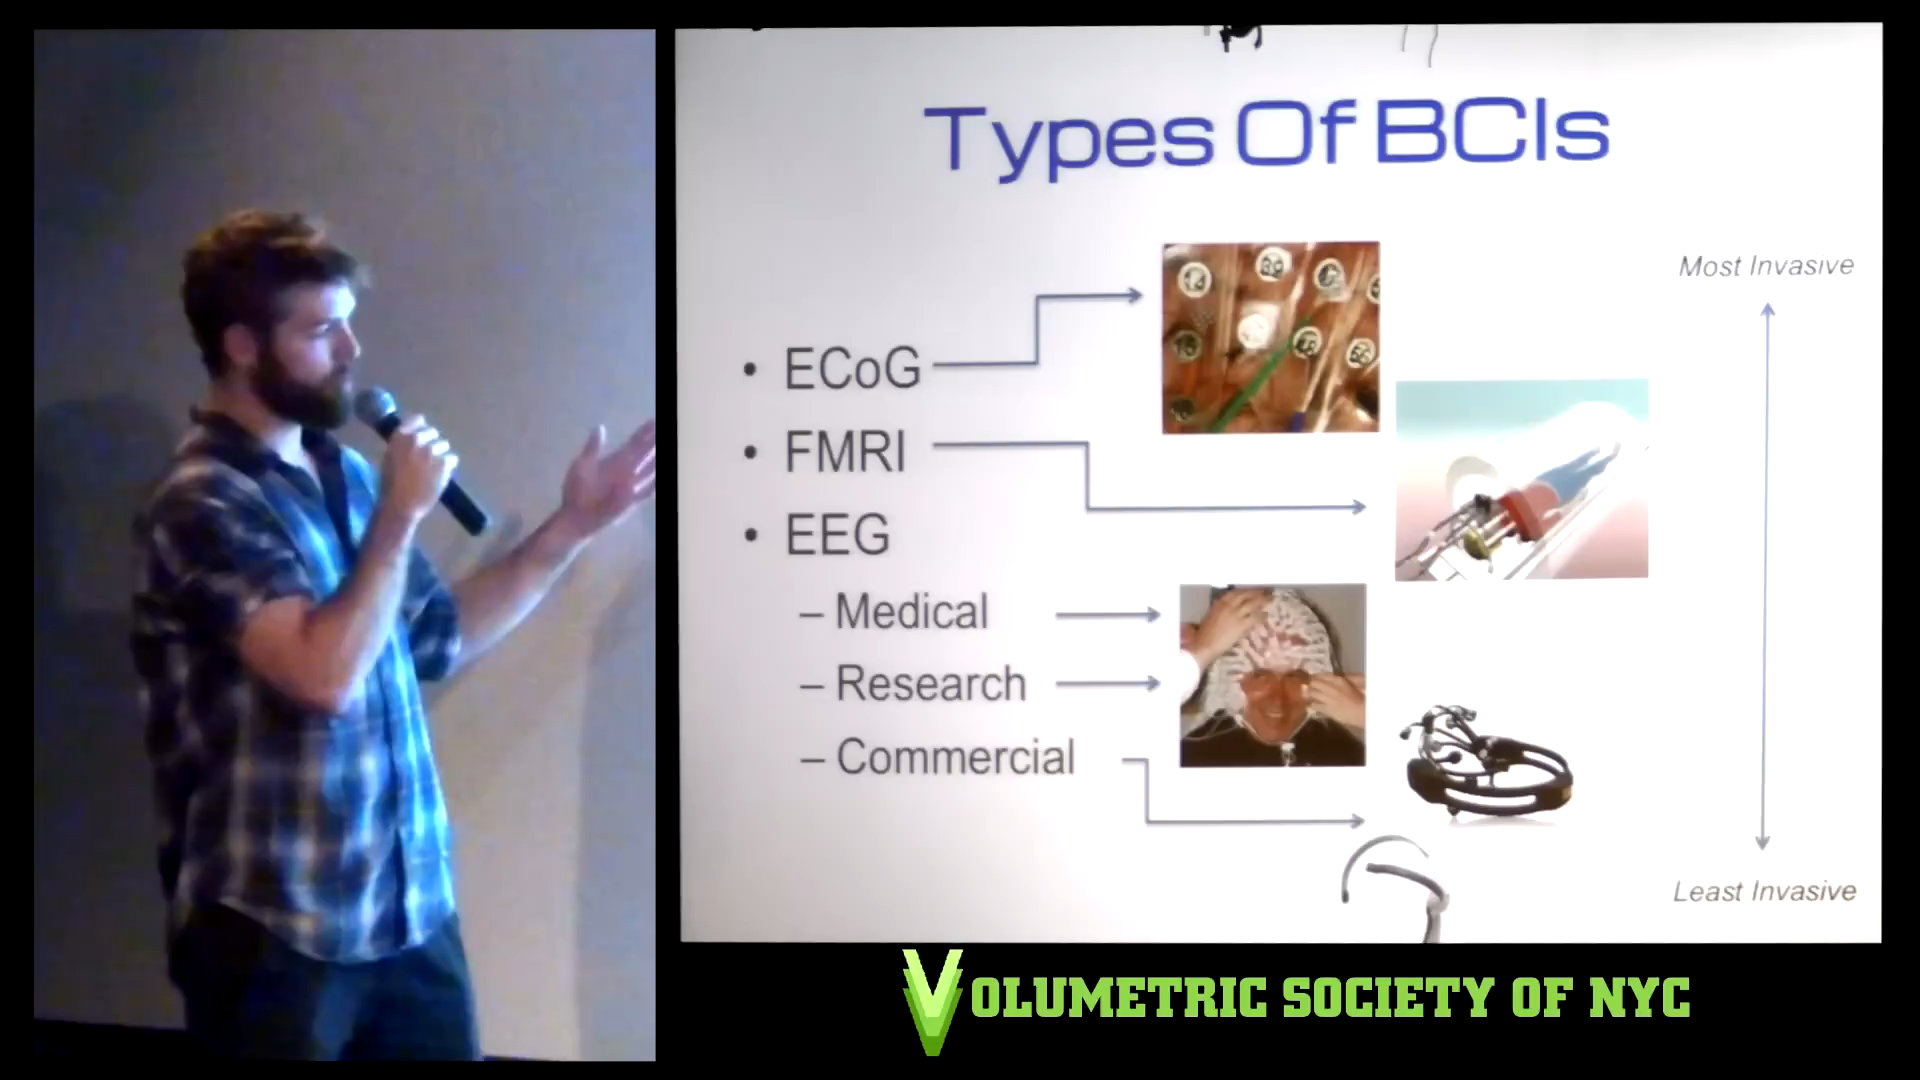 Types Of BCIs
Most Invasive
• ECoG
• FMRI
• EEG
– Medical
– Research
– Commercial
Least Invasive
VOLUMETRIC SOCIETY OF NYC